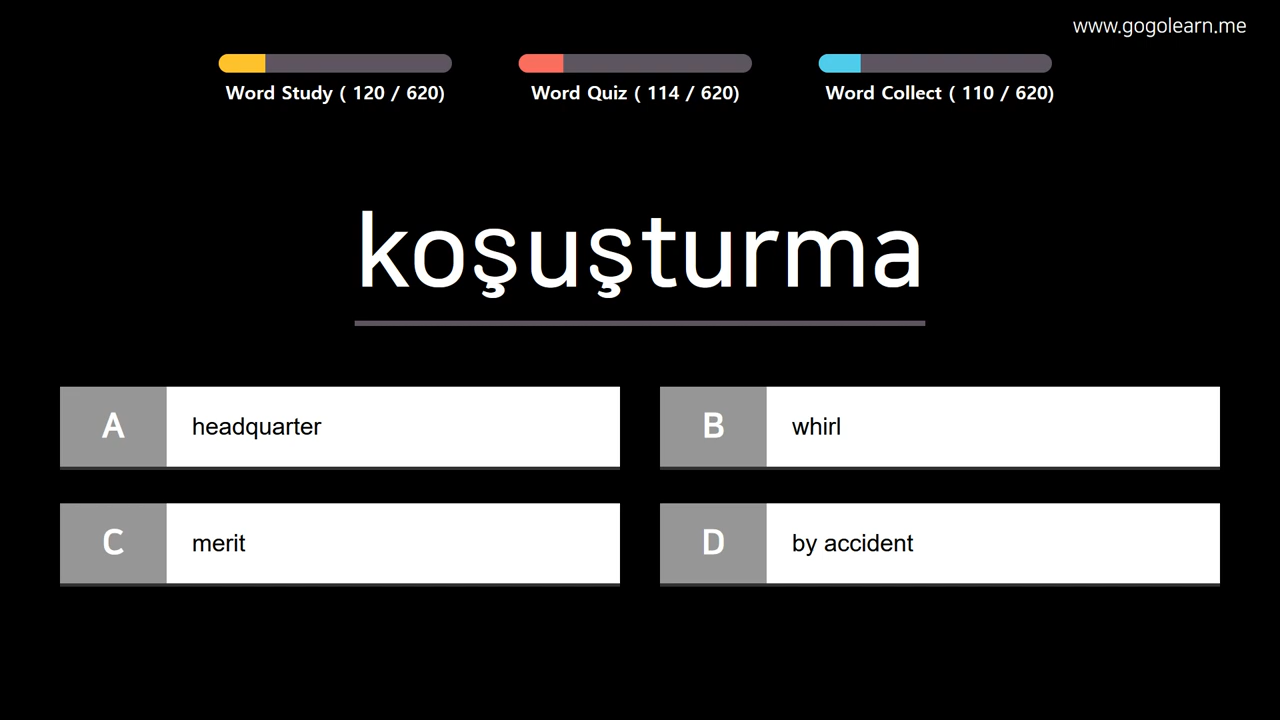 www.gogolearn.me
Word Study ( 120 / 620)
Word Quiz ( 114 / 620)
Word Collect ( 110 / 620)
koşuşturma
A headquarter
B whirl
C merit
D by accident